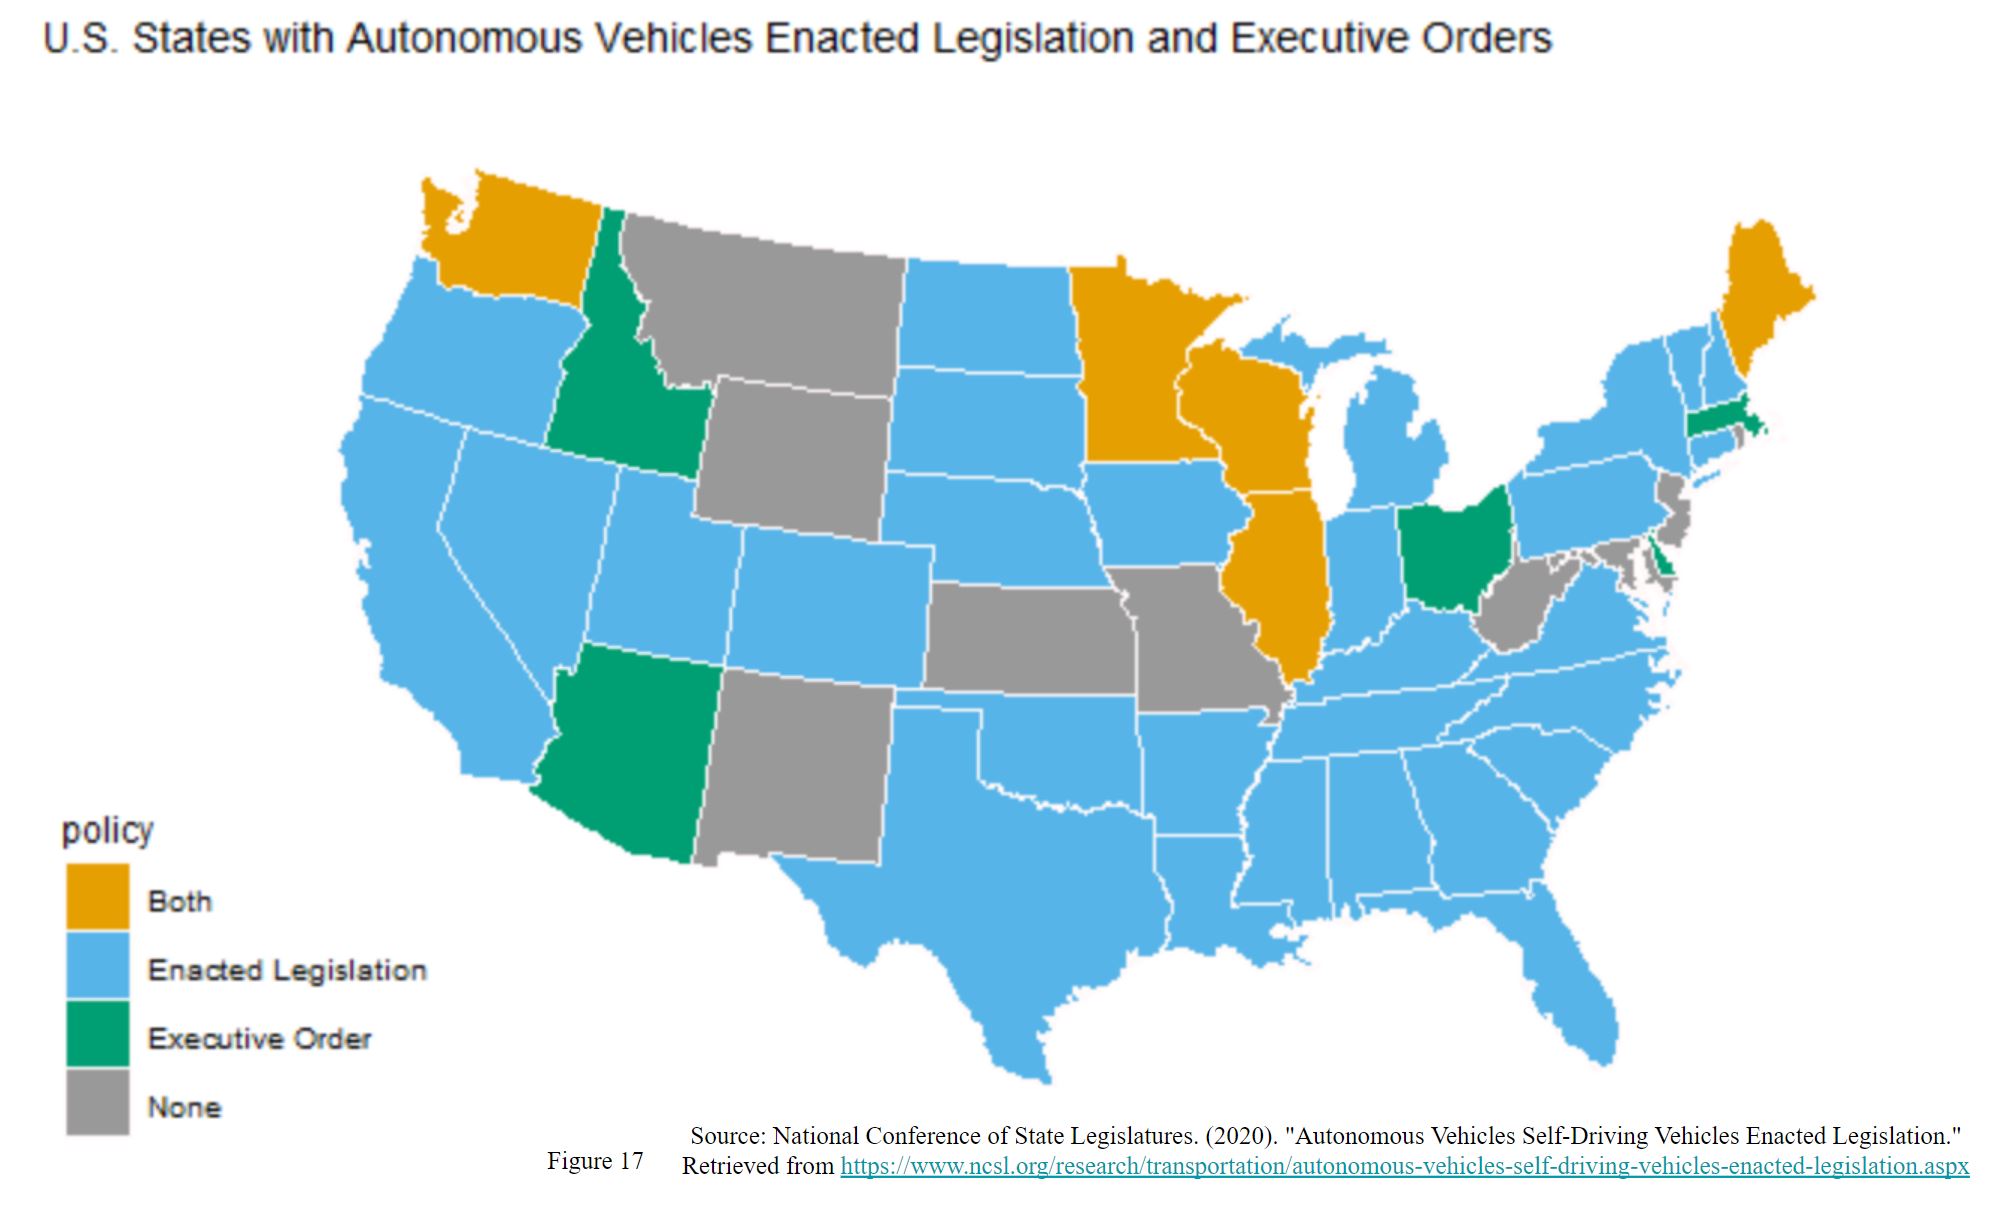 U.S. States with Autonomous Vehicles Enacted Legislation and Executive Orders
policy
Both
Enacted Legislation
Executive Order
None
Figure 17
Source: National Conference of State Legislatures. (2020). "Autonomous Vehicles Self-Driving Vehicles Enacted Legislation."
Retrieved from https://www.ncsl.org/research/transportation/autonomous-vehicles-self-driving-vehicles-enacted-legislation.aspx